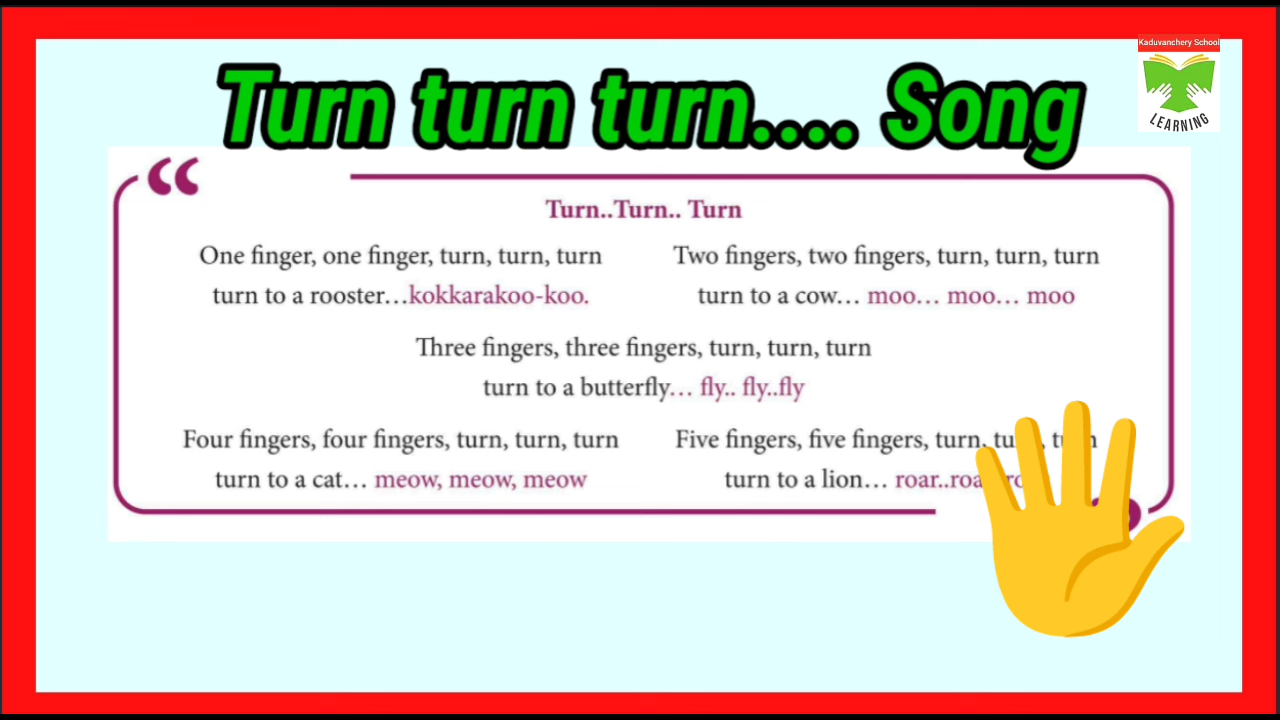 Kaduvanchery School
LEARNING
Turn turn turn.... Song
Turn..Turn.. Turn
One finger, one finger, turn, turn, turn
turn to a rooster…kokkarakoo-koo.
Two fingers, two fingers, turn, turn, turn
turn to a cow… moo… moo… moo
Three fingers, three fingers, turn, turn, turn
turn to a butterfly… fly.. fly..fly
Four fingers, four fingers, turn, turn, turn
turn to a cat… meow, meow, meow
Five fingers, five fingers, turn,
turn to a lion… roar..